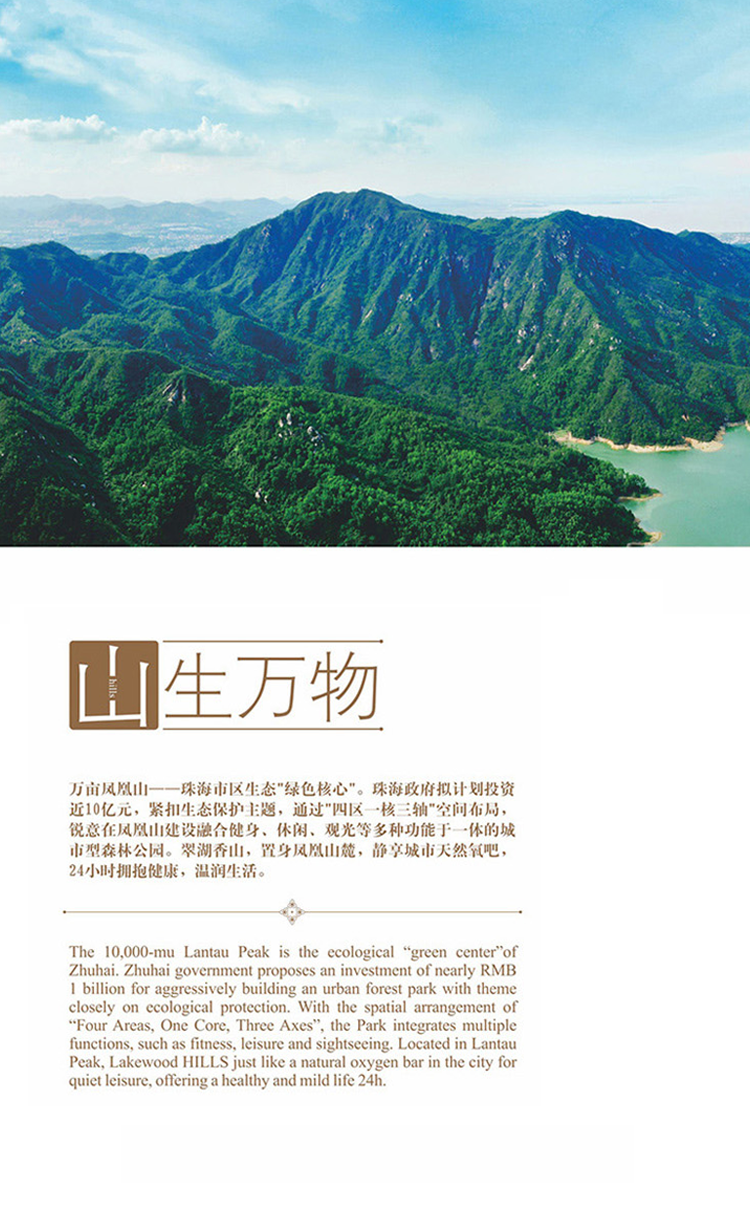 山生万物
hills
万亩凤凰山——珠海市区生态"绿色核心"。珠海政府拟计划投资
近10亿元，紧扣生态保护主题，通过"四区一核三轴"空间布局，
锐意在凤凰山建设融合健身、休闲、观光等多种功能于一体的城
市型森林公园。翠湖香山，置身凤凰山麓，静享城市天然氧吧，
24小时拥抱健康，温润生活。
The 10,000-mu Lantau Peak is the ecological “green center”of
Zhuhai. Zhuhai government proposes an investment of nearly RMB
1 billion for aggressively building an urban forest park with theme
closely on ecological protection. With the spatial arrangement of
“Four Areas, One Core, Three Axes”, the Park integrates multiple
functions, such as fitness, leisure and sightseeing. Located in Lantau
Peak, Lakewood HILLS just like a natural oxygen bar in the city for
quiet leisure, offering a healthy and mild life 24h.